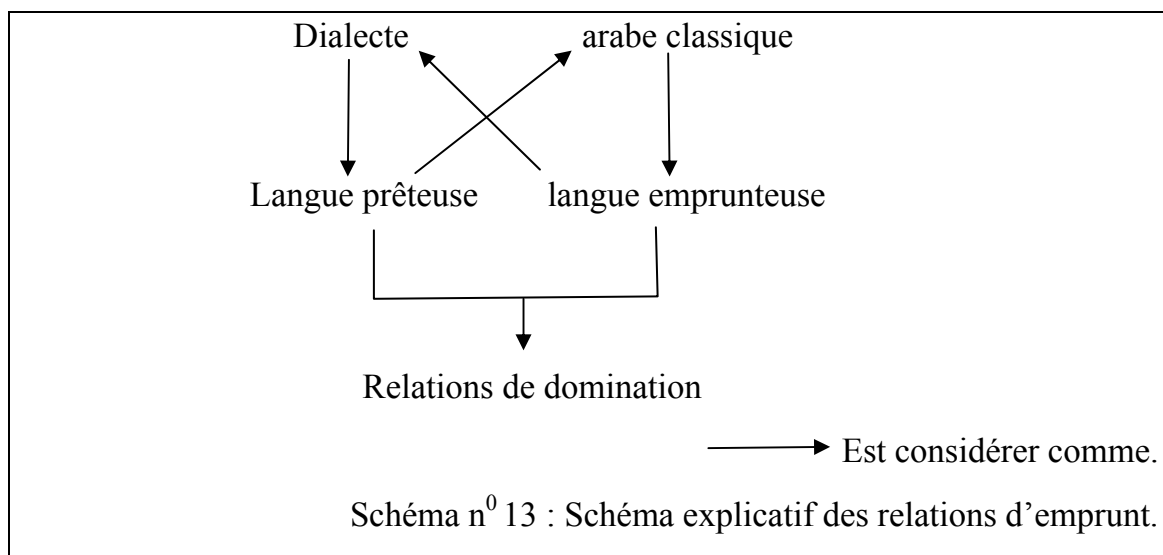 Dialecte arabe classique
Langue prêteuse langue emprunteuse
Relations de domination
Est considérer comme.
Schéma n⁰ 13 : Schéma explicatif des relations d’emprunt.